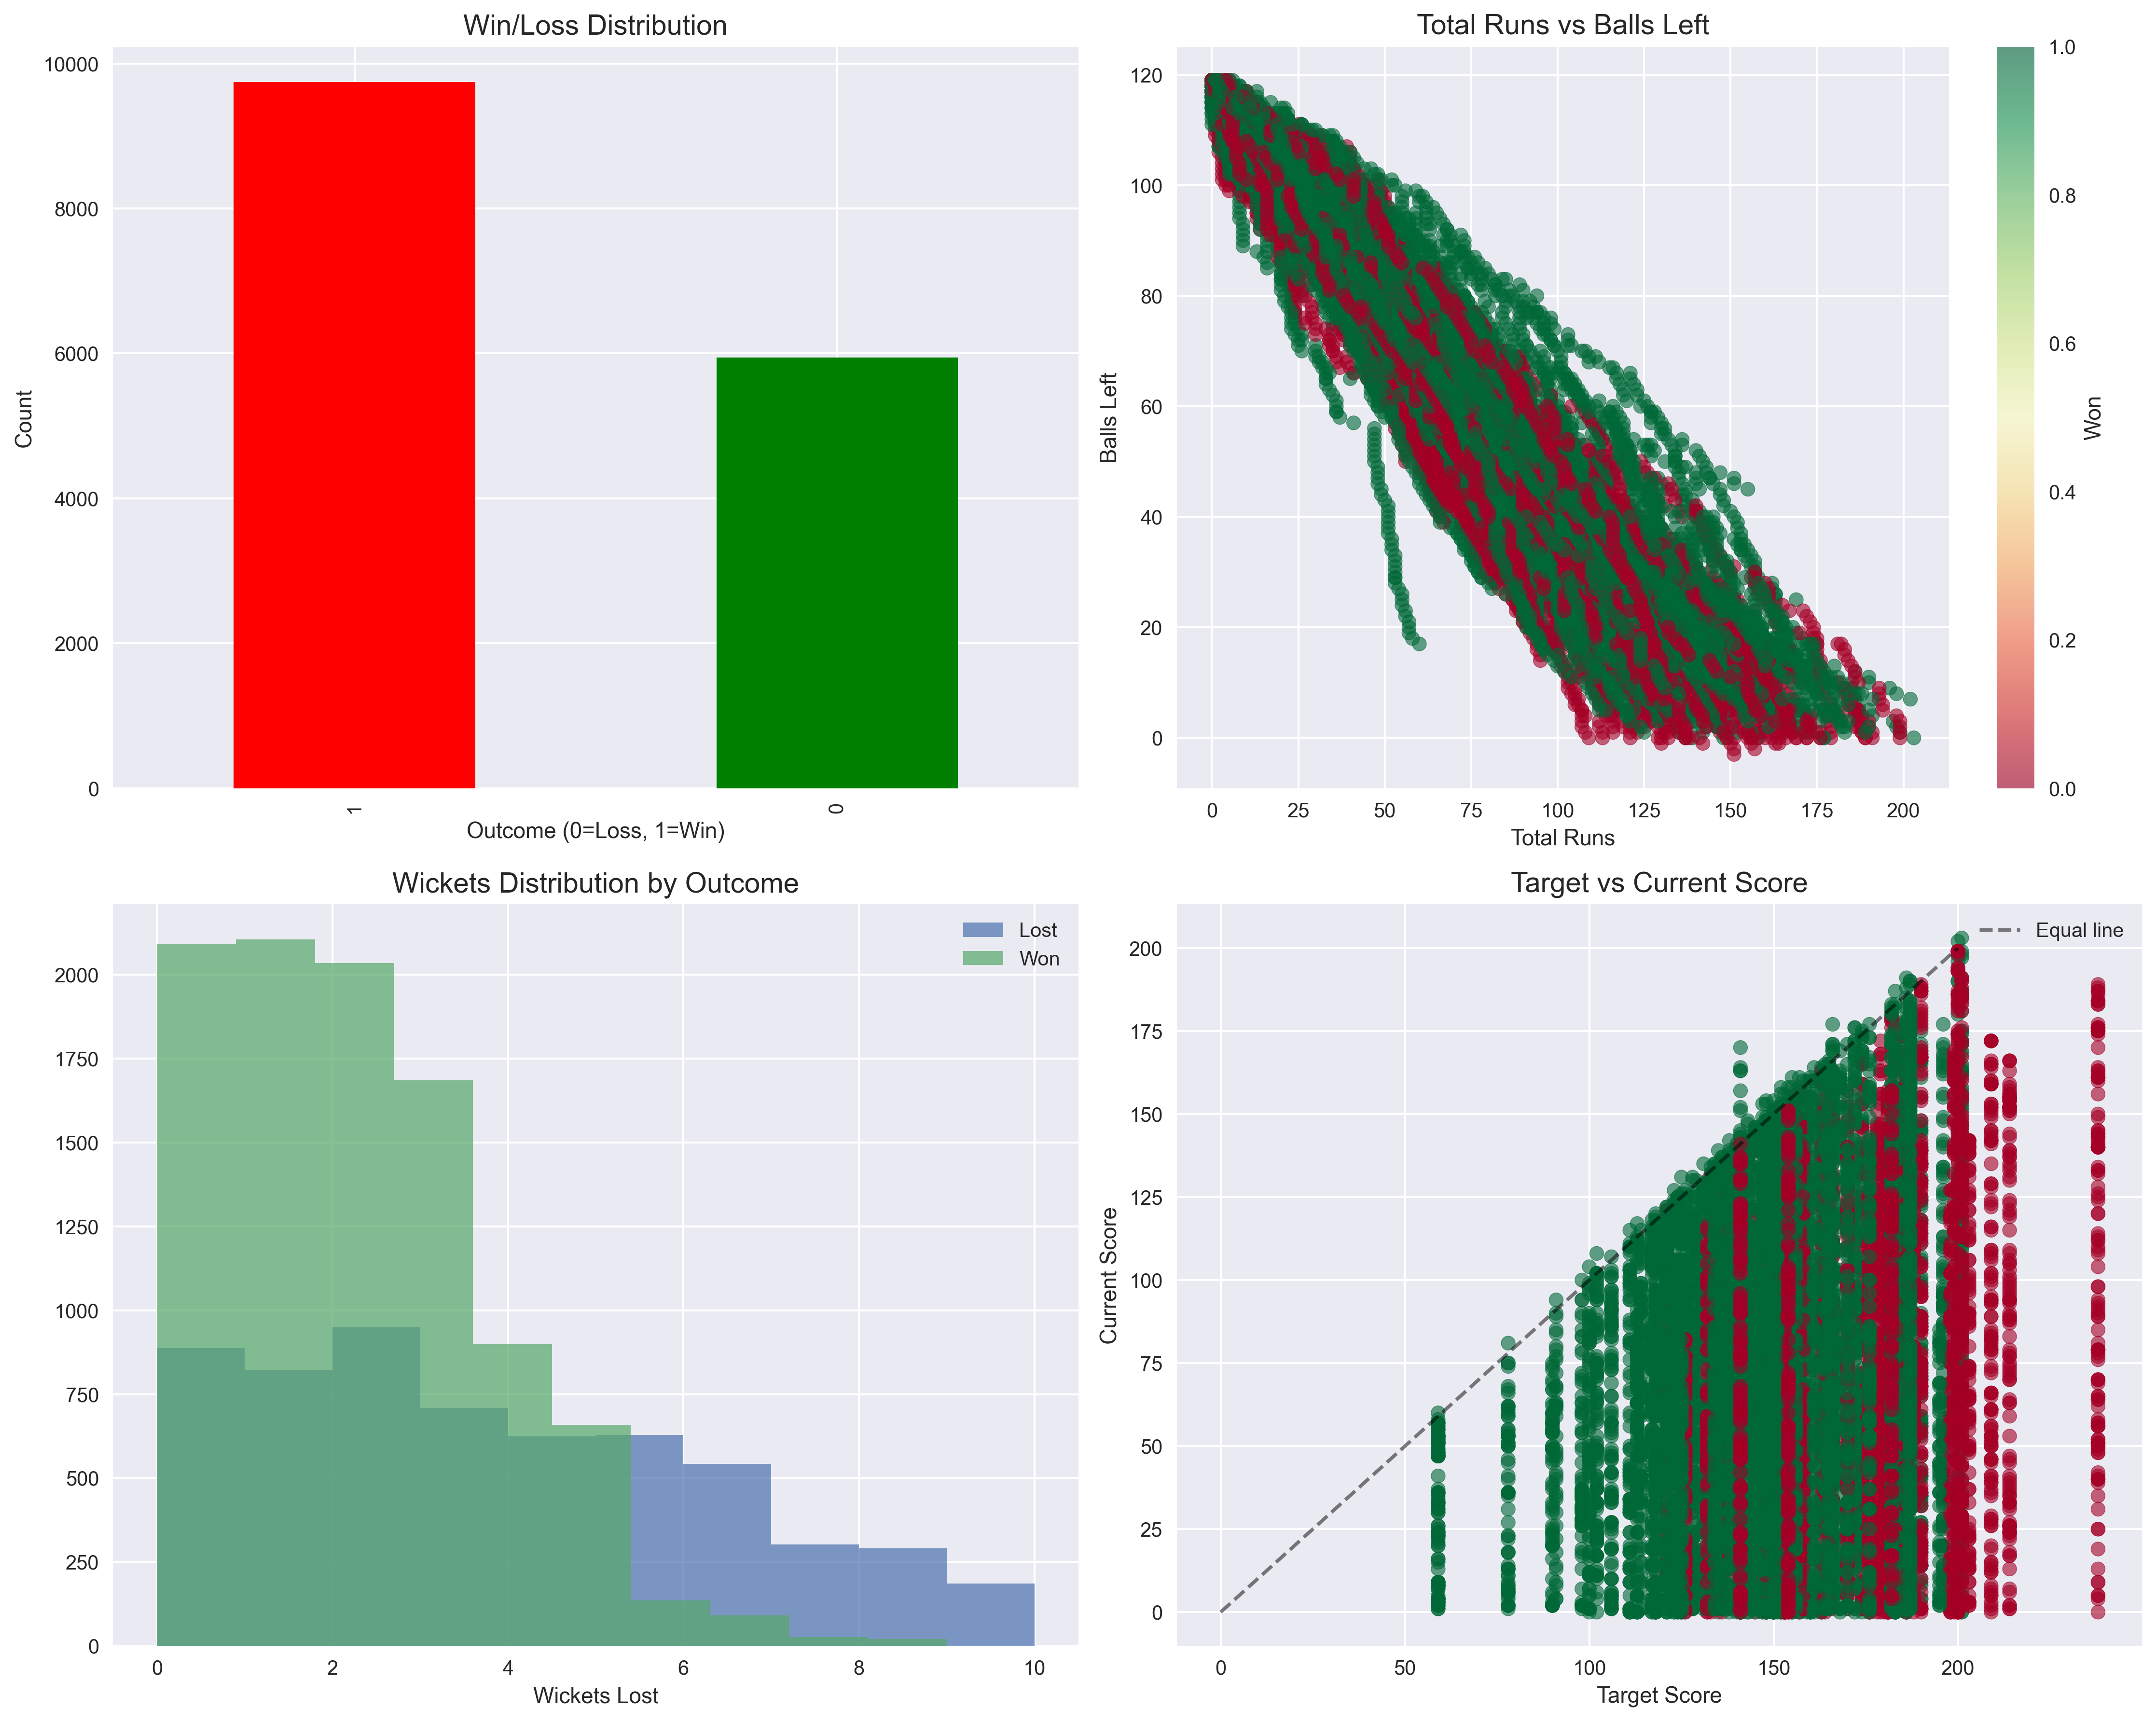 Win/Loss Distribution
10000
8000
6000
4000
2000
0
Count
1
0
Outcome (0=Loss, 1=Win)
Total Runs vs Balls Left
120
100
80
60
40
20
0
Balls Left
0 25 50 75 100 125 150 175 200
Total Runs
1.0
0.8
0.6
0.4
0.2
0.0
Won
Wickets Distribution by Outcome
Lost
Won
2000
1750
1500
1250
1000
750
500
250
0
0 2 4 6 8 10
Wickets Lost
Target vs Current Score
Equal line
200
175
150
125
100
75
50
25
0
Current Score
0 50 100 150 200
Target Score